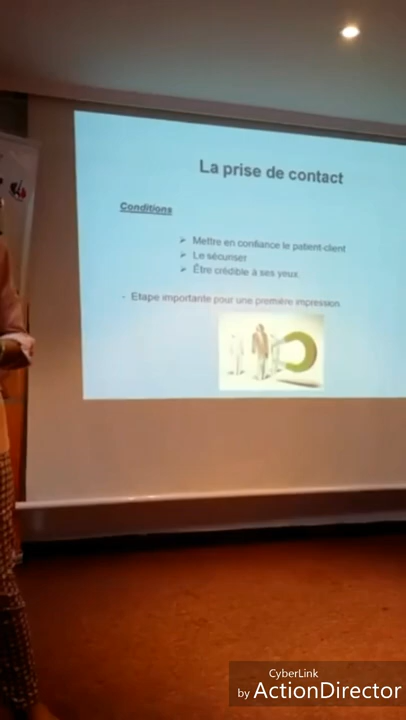 La prise de contact
Conditions
➢ Mettre en confiance le patient-client
➢ Le sécuriser
➢ Être crédible à ses yeux.
- Etape importante pour une première impression
CyberLink
by ActionDirector